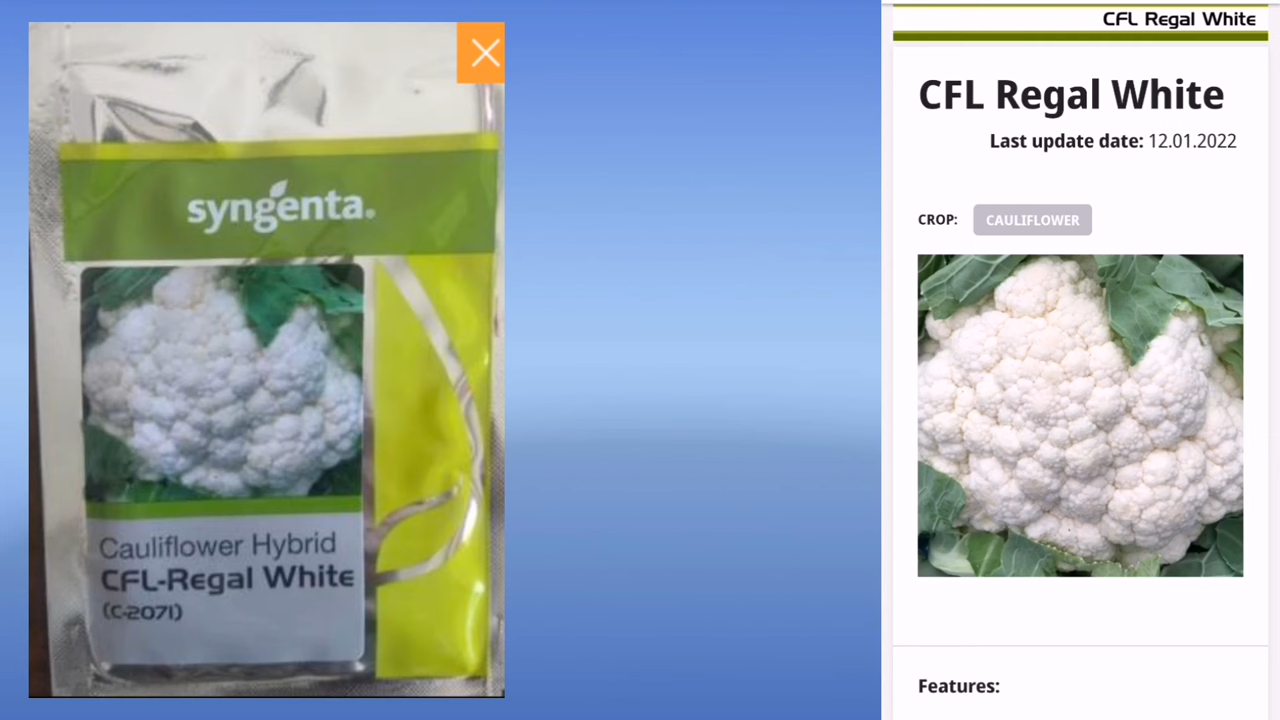 syngenta.
Cauliflower Hybrid
CFL-Regal White
(C-2071)
CFL Regal White
CFL Regal White
Last update date: 12.01.2022
CROP: CAULIFLOWER
Features: